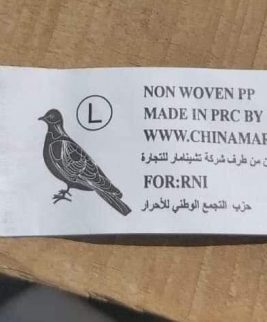 L
NON WOVEN PP
MADE IN PRC BY
WWW.CHINAMAR
من طرف شركة تشينامار للتجارة
FOR:RNI
حزب التجمع الوطني للأحرار